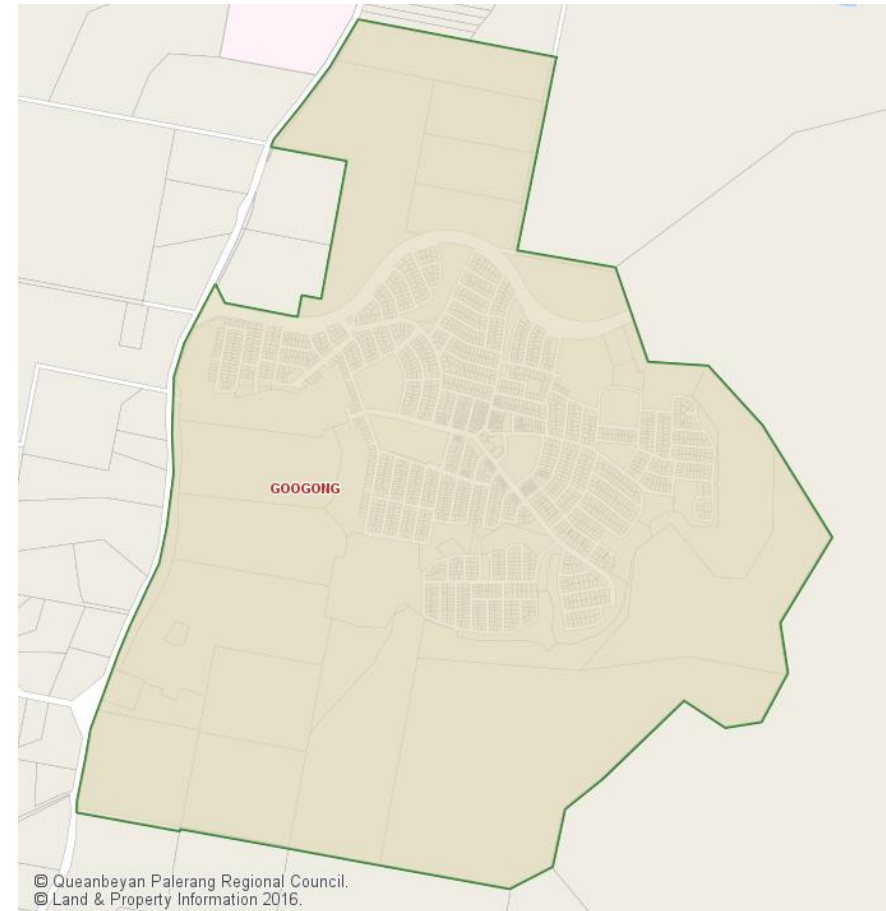 GOOGONG
© Queanbeyan Palerang Regional Council.
© Land & Property Information 2016.